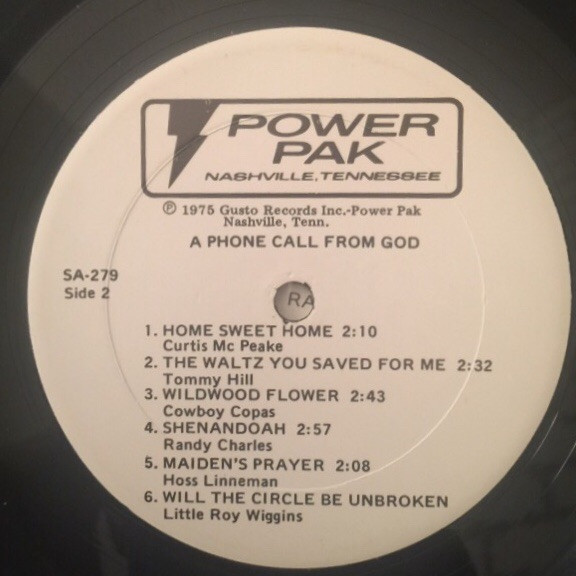 POWER
PAK
NASHVILLE, TENNESSEE
℗ 1975 Gusto Records Inc.-Power Pak
Nashville, Tenn.
A PHONE CALL FROM GOD
SA-279
Side 2
RA
1. HOME SWEET HOME 2:10
Curtis Mc Peake
2. THE WALTZ YOU SAVED FOR ME 2:32
Tommy Hill
3. WILDWOOD FLOWER 2:43
Cowboy Copas
4. SHENANDOAH 2:57
Randy Charles
5. MAIDEN'S PRAYER 2:08
Hoss Linneman
6. WILL THE CIRCLE BE UNBROKEN
Little Roy Wiggins